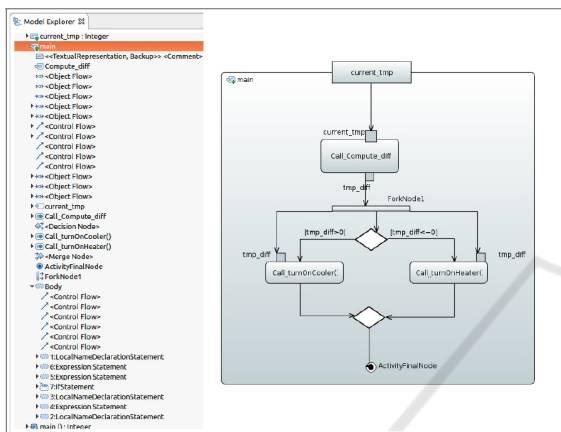 Model Explorer
current_tmp : Integer
main
<<TextualRepresentation, Backup>> <Comment>
Compute_diff
<Object Flow>
<Object Flow>
<Object Flow>
<Object Flow>
<Object Flow>
<Control Flow>
<Control Flow>
<Control Flow>
<Control Flow>
<Control Flow>
<Object Flow>
<Object Flow>
<Object Flow>
current_tmp
Call_Compute_diff
<Decision Node>
Call_turnOnCooler()
Call_turnOnHeater()
<Merge Node>
ActivityFinalNode
ForkNode1
Body
<Control Flow>
<Control Flow>
<Control Flow>
<Control Flow>
<Control Flow>
<Control Flow>
1:LocalNameDeclarationStatement
6:Expression Statement
5:Expression Statement
7:IfStatement
3:LocalNameDeclarationStatement
4:Expression Statement
2:LocalNameDeclarationStatement
main () : Integer
main
current_tmp
current_tmp
Call_Compute_diff
tmp_diff
ForkNode1
[tmp_diff>0]
[tmp_diff<=0]
tmp_diff
tmp_diff
Call_turnOnCooler()
Call_turnOnHeater()
ActivityFinalNode